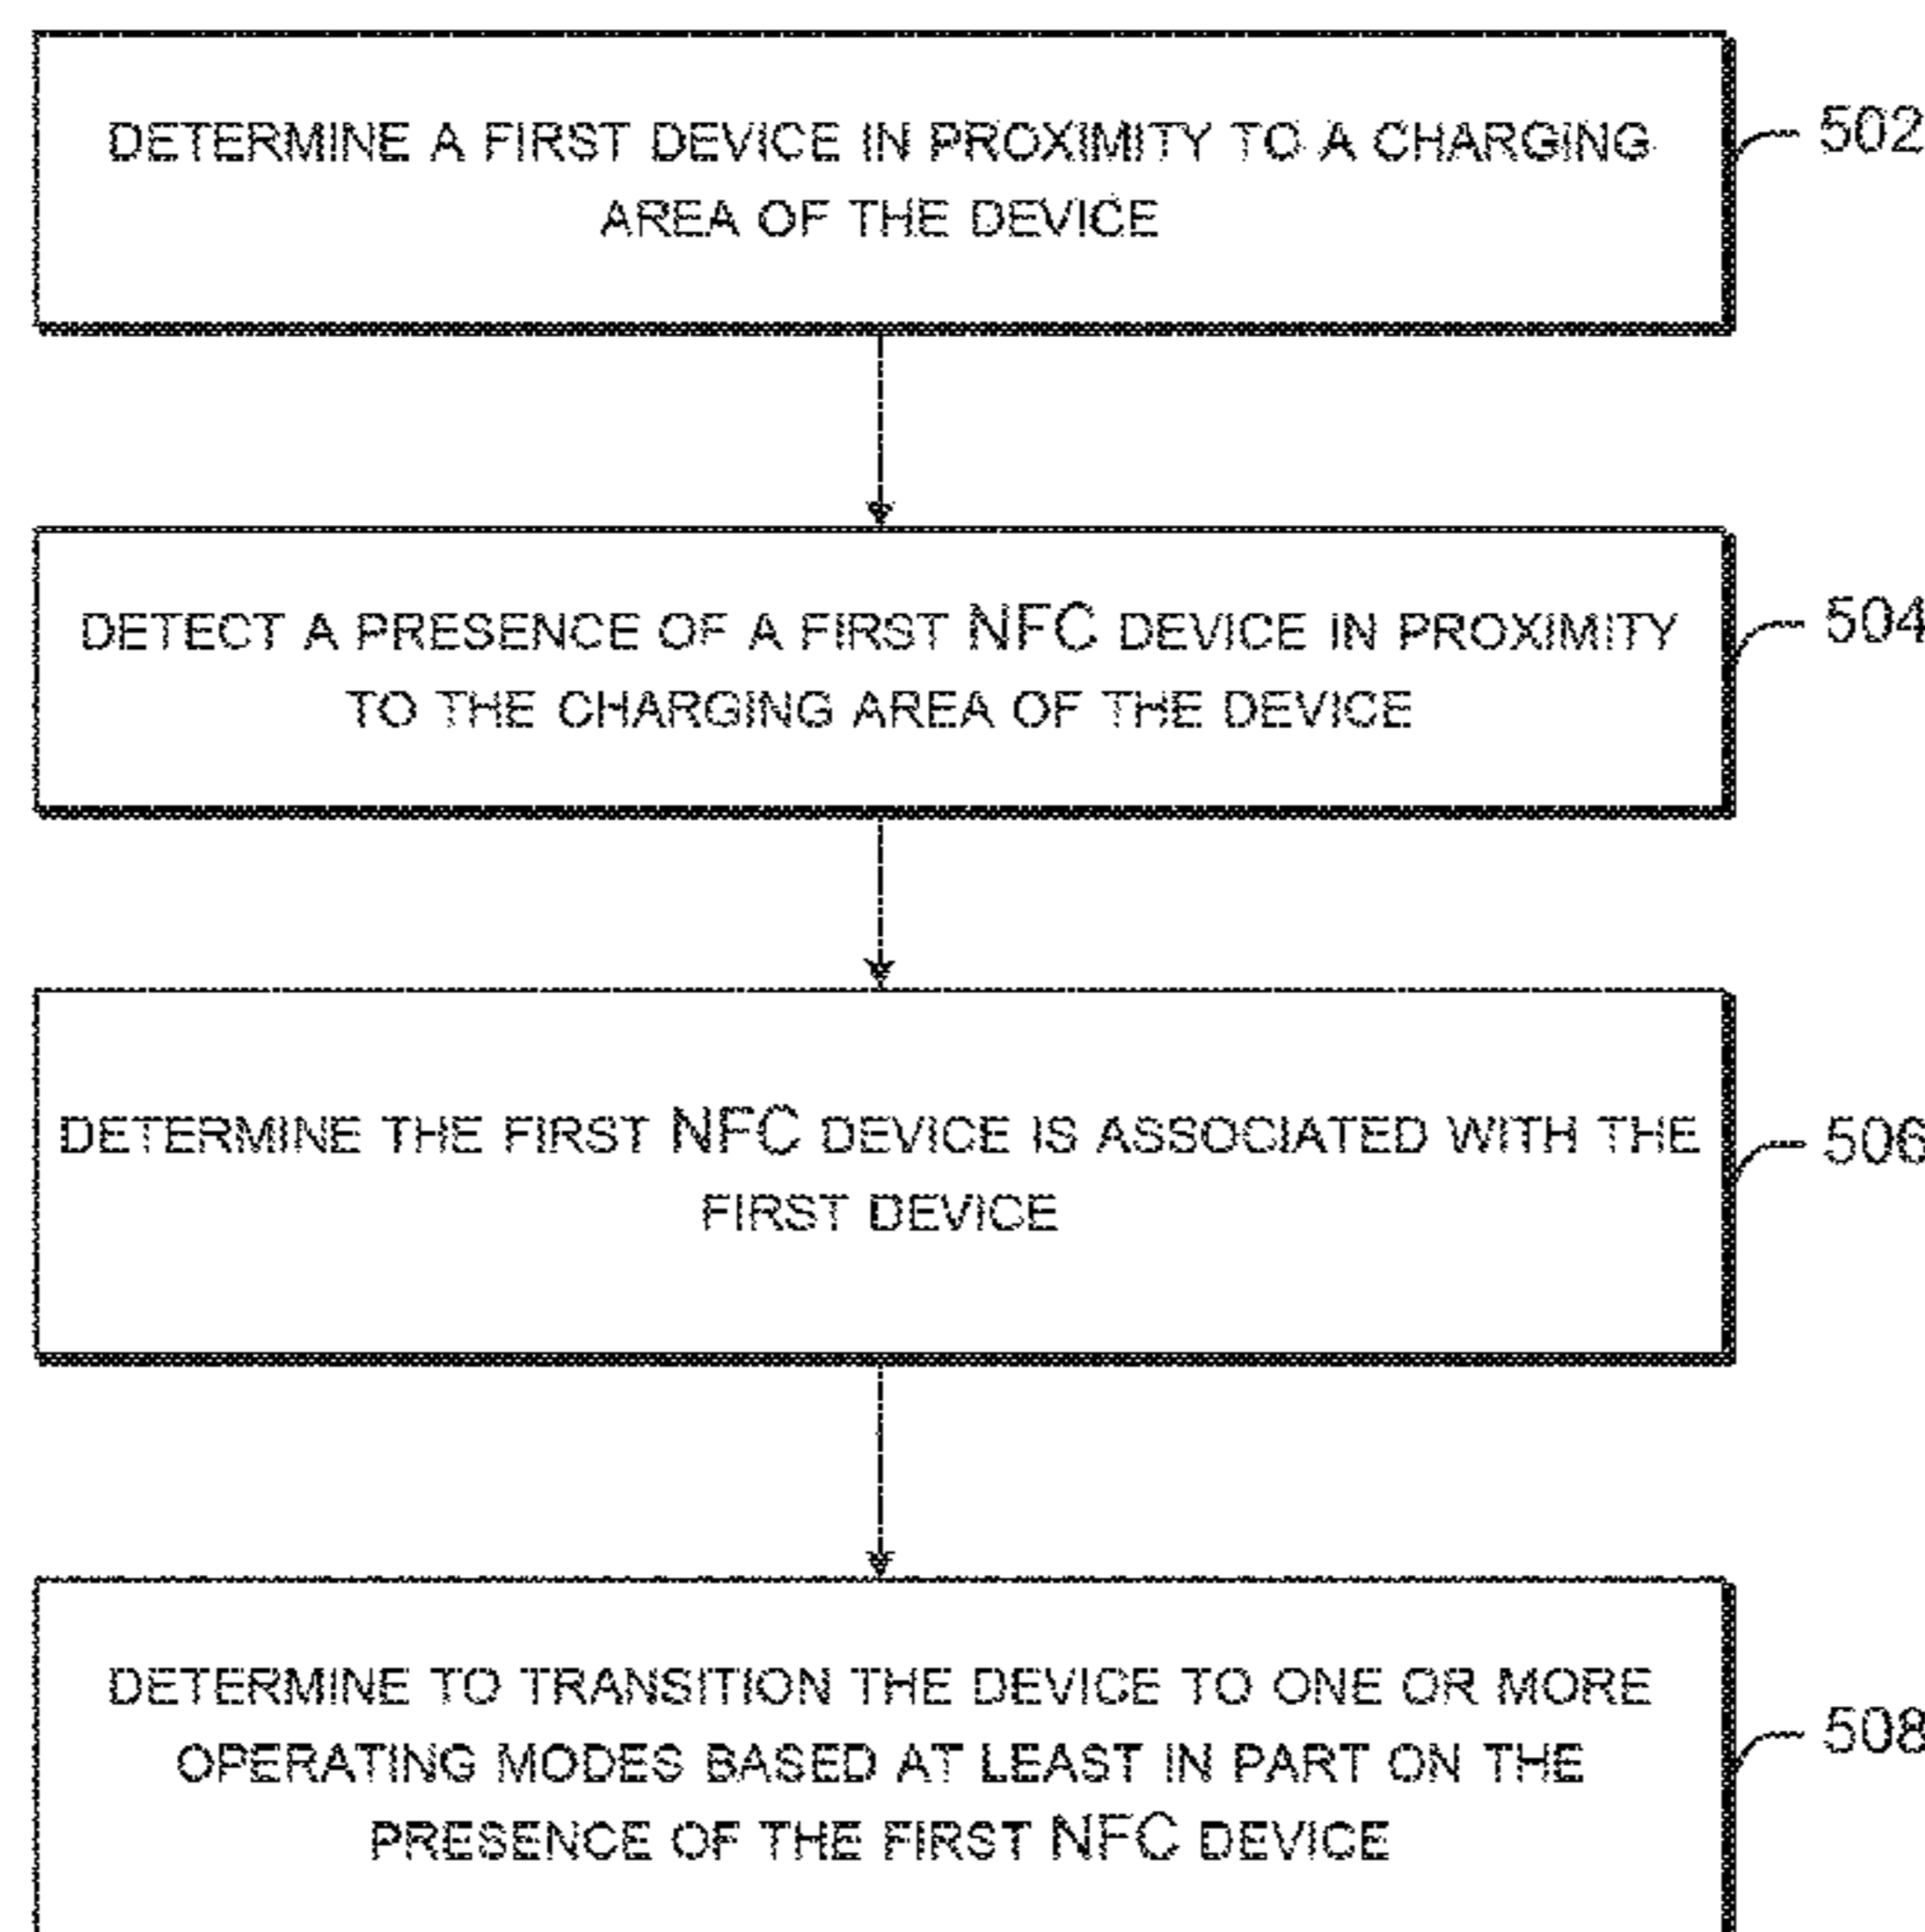 DETERMINE A FIRST DEVICE IN PROXIMITY TO A CHARGING
AREA OF THE DEVICE
502
DETECT A PRESENCE OF A FIRST NFC DEVICE IN PROXIMITY
TO THE CHARGING AREA OF THE DEVICE
504
DETERMINE THE FIRST NFC DEVICE IS ASSOCIATED WITH THE
FIRST DEVICE
506
DETERMINE TO TRANSITION THE DEVICE TO ONE OR MORE
OPERATING MODES BASED AT LEAST IN PART ON THE
PRESENCE OF THE FIRST NFC DEVICE
508